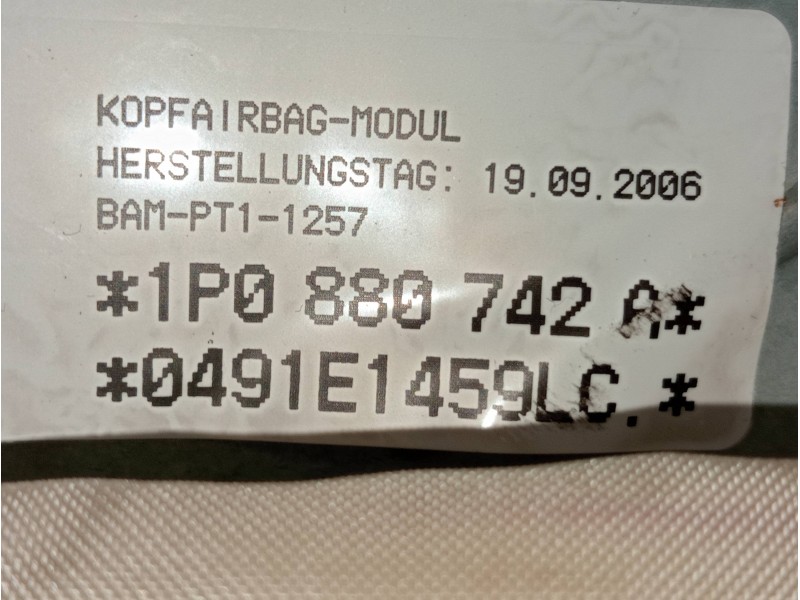 KOPFAIRBAG-MODUL
HERSTELLUNGSTAG: 19.09.2006
BAM-PT1-1257
*1P0 880 742 A*
*0491E1459LC.*